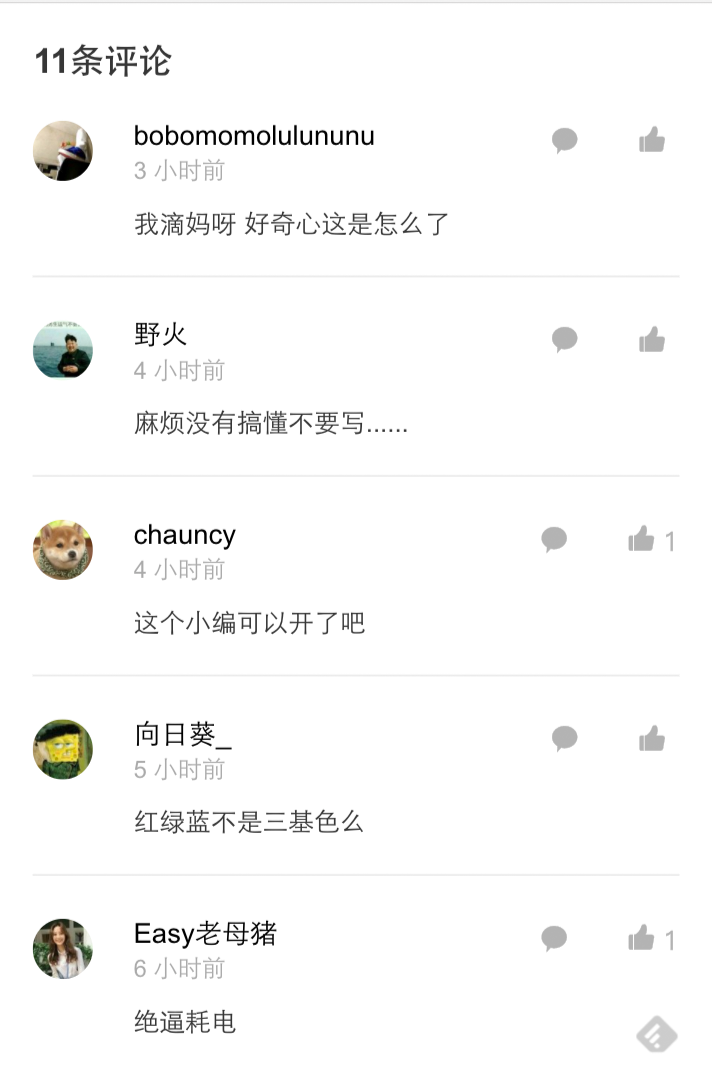 11条评论
bobomomolulununu
3 小时前
我滴妈呀 好奇心这是怎么了
野火
4 小时前
麻烦没有搞懂不要写......
chauncy
1
4 小时前
这个小编可以开了吧
向日葵_
5 小时前
红绿蓝不是三基色么
Easy老母猪
1
6 小时前
绝逼耗电